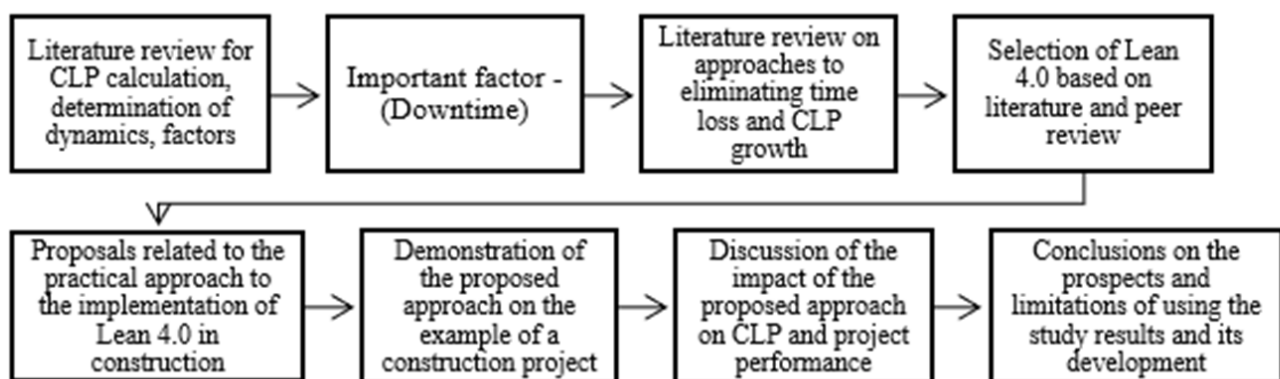 Literature review for
CLP calculation,
determination of
dynamics, factors
Important factor -
(Downtime)
Literature review on
approaches to
eliminating time
loss and CLP
growth
Selection of Lean
4.0 based on
literature and peer
review
Proposals related to the
practical approach to
the implementation of
Lean 4.0 in
construction
Demonstration of
the proposed
approach on the
example of a
construction project
Discussion of the
impact of the
proposed approach
on CLP and project
performance
Conclusions on the
prospects and
limitations of using the
study results and its
development